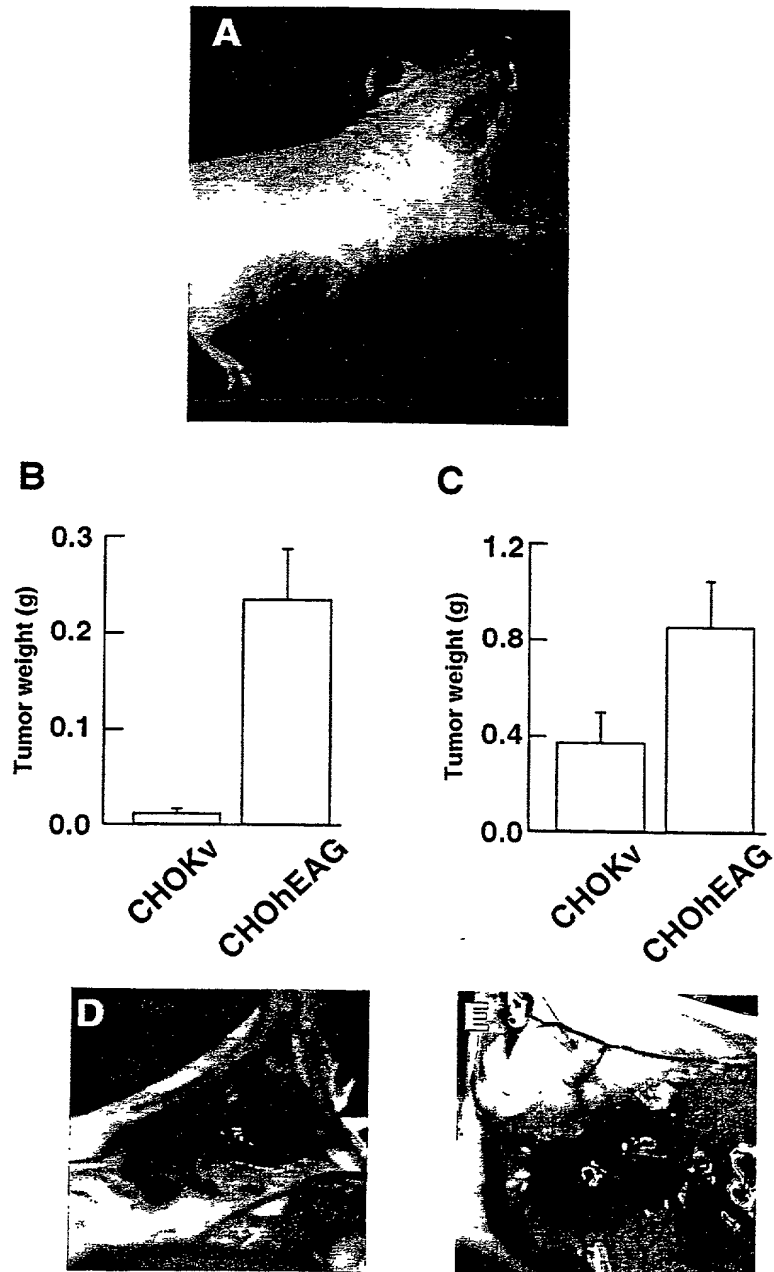 A
B
C
0.3
0.2
0.1
0.0
Tumor weight (g)
CHOKv
CHOhEAG
1.2
0.8
0.4
0.0
Tumor weight (g)
CHOKv
CHOhEAG
D
E